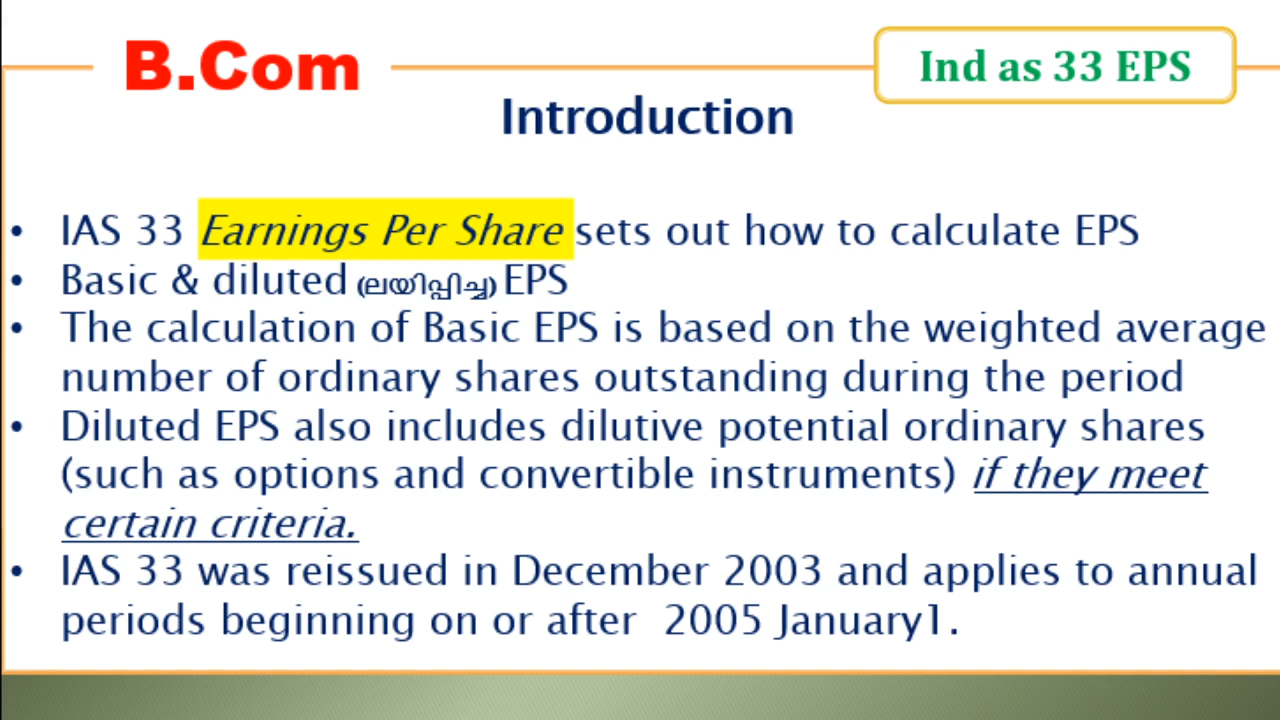 B.Com
Ind as 33 EPS
Introduction
• IAS 33 Earnings Per Share sets out how to calculate EPS
• Basic & diluted (ലയിപ്പിച്ച) EPS
• The calculation of Basic EPS is based on the weighted average
number of ordinary shares outstanding during the period
• Diluted EPS also includes dilutive potential ordinary shares
(such as options and convertible instruments) if they meet
certain criteria.
• IAS 33 was reissued in December 2003 and applies to annual
periods beginning on or after 2005 January1.